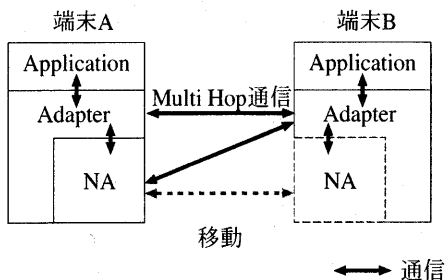 端末A
端末B
Application
Application
Multi Hop通信
Adapter
Adapter
NA
NA
移動
通信